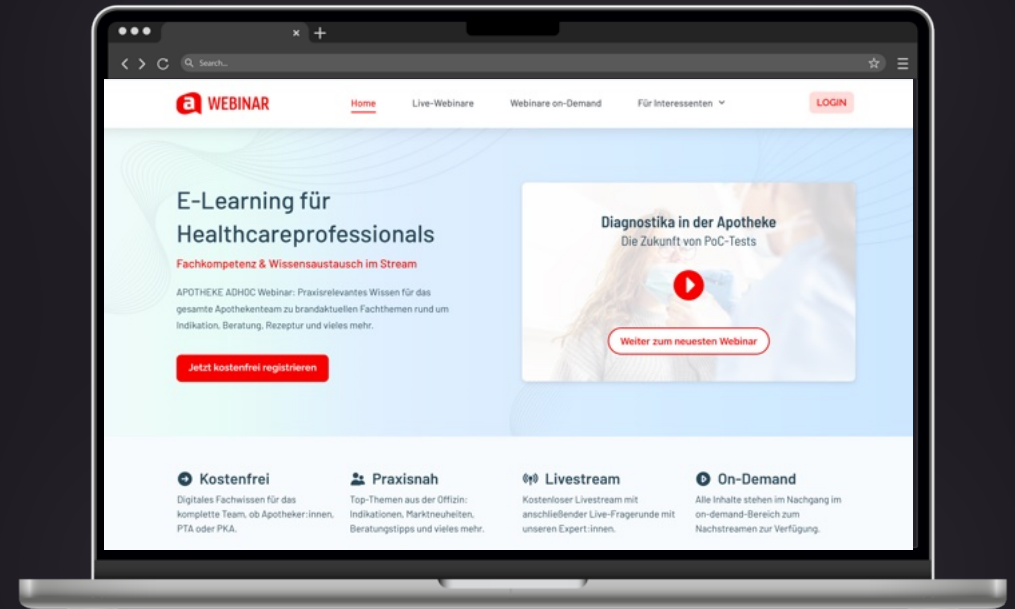 Search...
a WEBINAR
Home
Live-Webinare
Webinare on-Demand
Für Interessenten
LOGIN
E-Learning für
Healthcareprofessionals
Fachkompetenz & Wissensaustausch im Stream
APOTHEKE ADHOC Webinar: Praxisrelevantes Wissen für das
gesamte Apothekenteam zu brandaktuellen Fachthemen rund um
Indikation, Beratung, Rezeptur und vieles mehr.
Jetzt kostenfrei registrieren
Diagnostika in der Apotheke
Die Zukunft von PoC-Tests
Weiter zum neuesten Webinar
Kostenfrei
Digitales Fachwissen für das
komplette Team, ob Apotheker:innen,
PTA oder PKA.
Praxisnah
Top-Themen aus der Offizin:
Indikationen, Marktneuheiten,
Beratungstipps und vieles mehr.
Livestream
Kostenloser Livestream mit
anschließender Live-Fragerunde mit
unseren Expert:innen.
On-Demand
Alle Inhalte stehen im Nachgang im
on-demand-Bereich zum
Nachstreamen zur Verfügung.